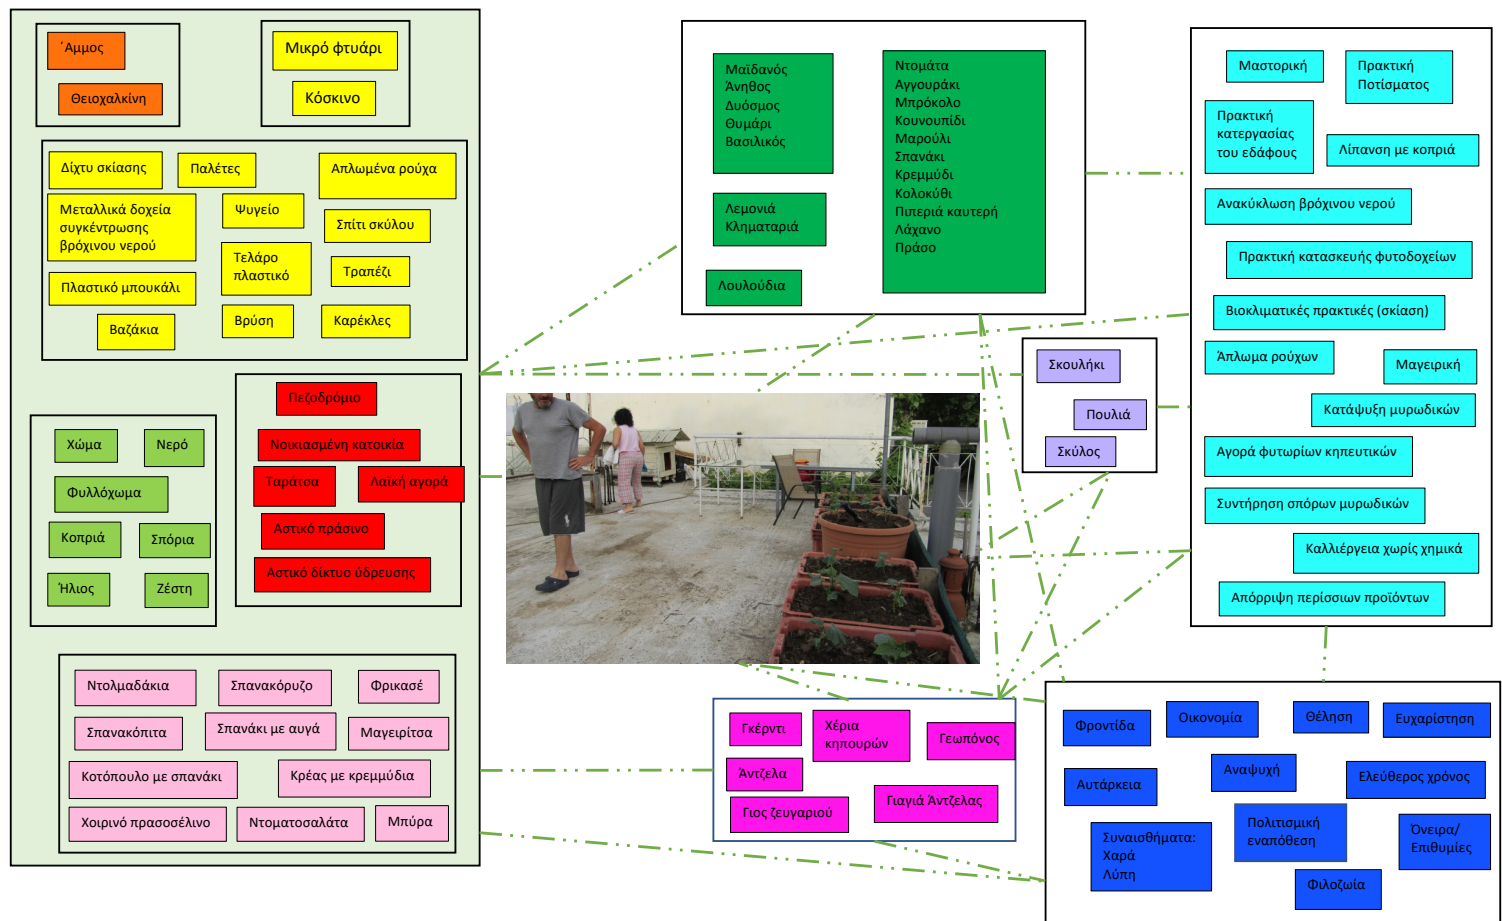 ΄Αμμος
Θειοχαλκίνη
Μικρό φτυάρι
Κόσκινο
Δίχτυ σκίασης
Παλέτες
Απλωμένα ρούχα
Μεταλλικά δοχεία
συγκέντρωσης
βρόχινου νερού
Ψυγείο
Σπίτι σκύλου
Τελάρο
πλαστικό
Τραπέζι
Πλαστικό μπουκάλι
Βαζάκια
Βρύση
Καρέκλες
Χώμα
Νερό
Φυλλόχωμα
Κοπριά
Σπόρια
Ήλιος
Ζέστη
Πεζοδρόμιο
Νοικιασμένη κατοικία
Ταράτσα
Λαϊκή αγορά
Αστικό πράσινο
Αστικό δίκτυο ύδρευσης
Ντολμαδάκια
Σπανακόρυζο
Φρικασέ
Σπανακόπιτα
Σπανάκι με αυγά
Μαγειρίτσα
Κοτόπουλο με σπανάκι
Κρέας με κρεμμύδια
Χοιρινό πρασοσέλινο
Ντοματοσαλάτα
Μπύρα
Μαϊδανός
Άνηθος
Δυόσμος
Θυμάρι
Βασιλικός
Λεμονιά
Κληματαριά
Λουλούδια
Ντομάτα
Αγγουράκι
Μπρόκολο
Κουνουπίδι
Μαρούλι
Σπανάκι
Κρεμμύδι
Κολοκύθι
Πιπεριά καυτερή
Λάχανο
Πράσο
Σκουλήκι
Πουλιά
Σκύλος
Μαστορική
Πρακτική
Ποτίσματος
Πρακτική
κατεργασίας
του εδάφους
Λίπανση με κοπριά
Ανακύκλωση βρόχινου νερού
Πρακτική κατασκευής φυτοδοχείων
Βιοκλιματικές πρακτικές (σκίαση)
Άπλωμα ρούχων
Μαγειρική
Κατάψυξη μυρωδικών
Αγορά φυτωρίων κηπευτικών
Συντήρηση σπόρων μυρωδικών
Καλλιέργεια χωρίς χημικά
Απόρριψη περίσσιων προϊόντων
Γκέρντι
Χέρια
κηπουρών
Γεωπόνος
Άντζελα
Γιος ζευγαριού
Γιαγιά Άντζελας
Φροντίδα
Οικονομία
Θέληση
Ευχαρίστηση
Αυτάρκεια
Αναψυχή
Ελεύθερος χρόνος
Συναισθήματα:
Χαρά
Λύπη
Πολιτισμική
εναπόθεση
Όνειρα/
Επιθυμίες
Φιλοζωία